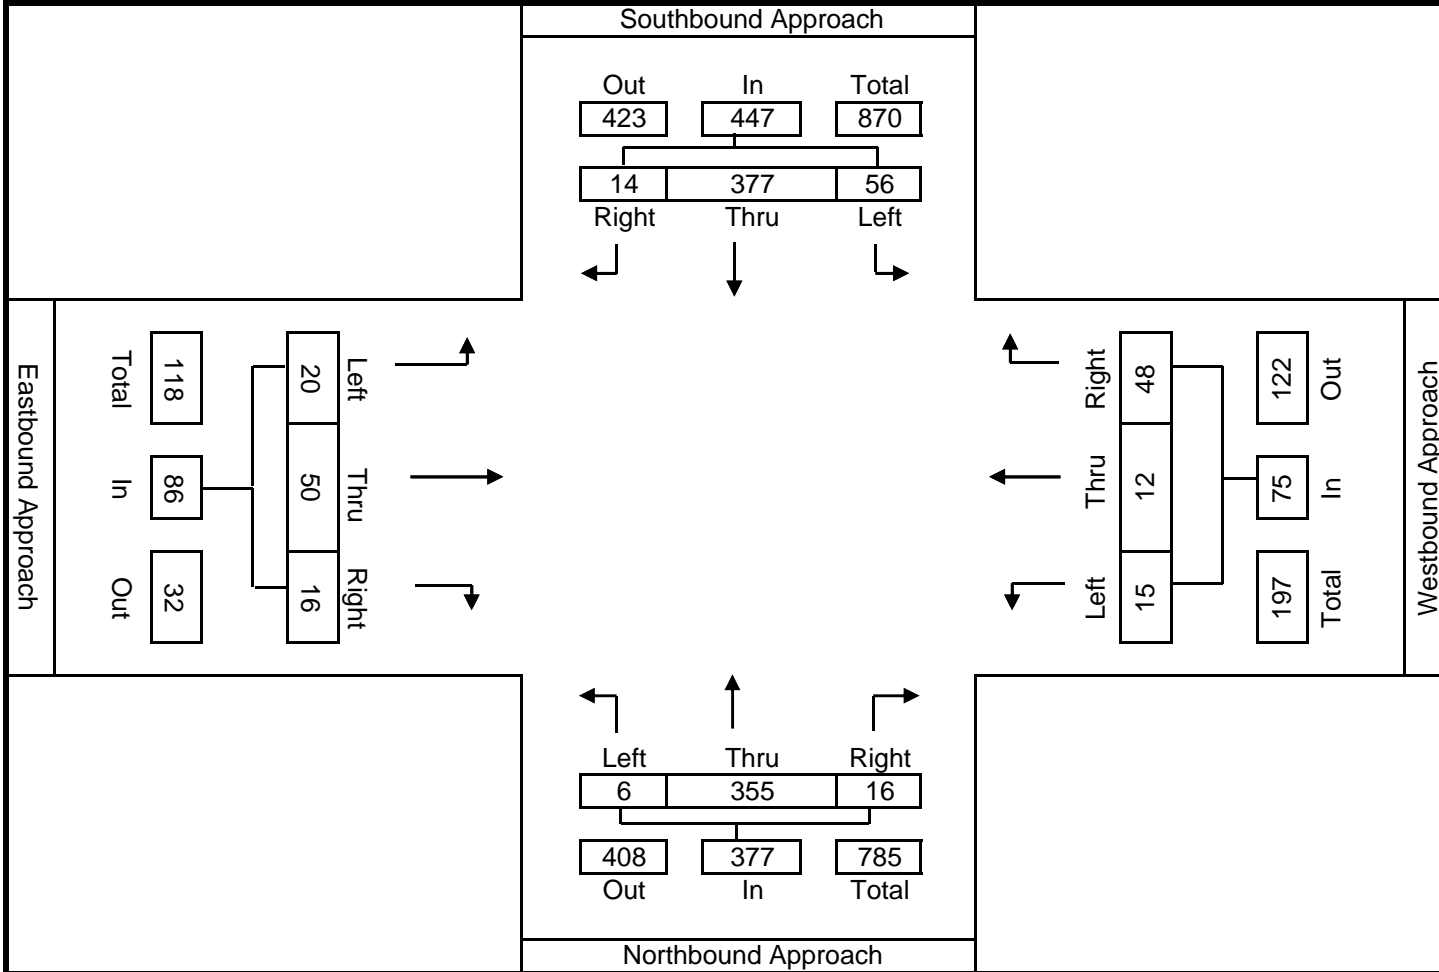 Southbound Approach
Out In Total
423 447 870
14 377 56
Right Thru Left
Eastbound Approach
Total In Out
118 86 32
20 50 16
Left Thru Right
Right Thru Left
48 12 15
122 75 197
Out In Total
Westbound Approach
Left Thru Right
6 355 16
408 377 785
Out In Total
Northbound Approach